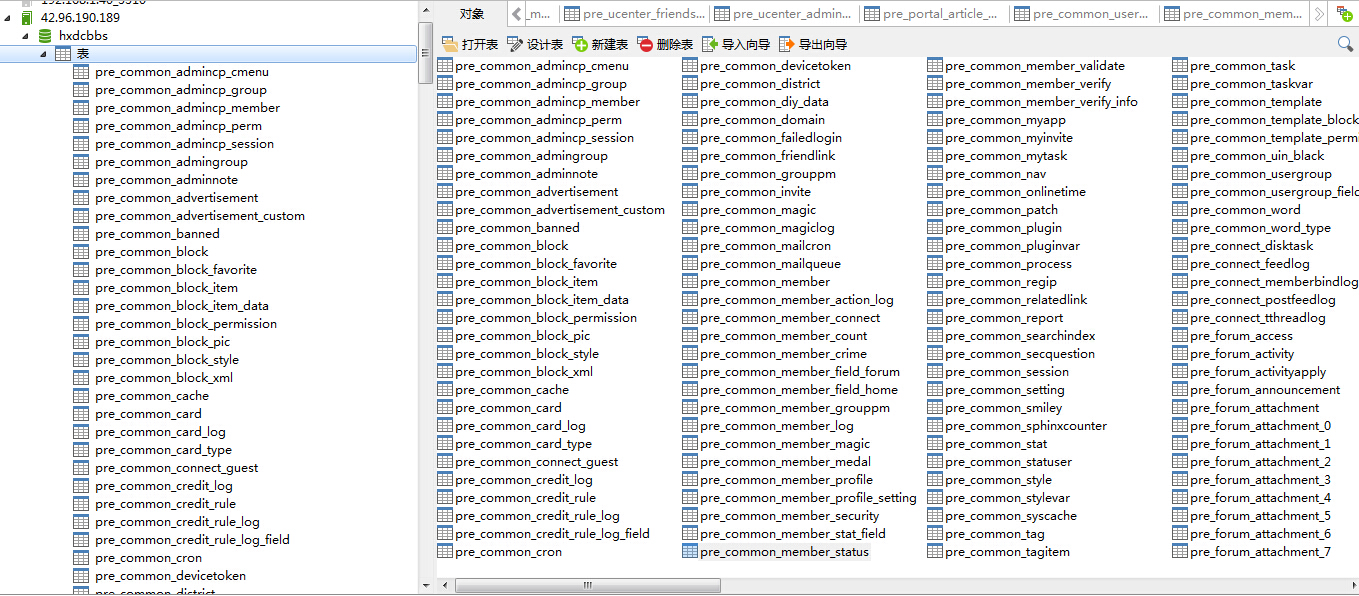 42.96.190.189
hxdcbbs
表
pre_common_admincp_cmenu
pre_common_admincp_group
pre_common_admincp_member
pre_common_admincp_perm
pre_common_admincp_session
pre_common_admingroup
pre_common_adminnote
pre_common_advertisement
pre_common_advertisement_custom
pre_common_banned
pre_common_block
pre_common_block_favorite
pre_common_block_item
pre_common_block_item_data
pre_common_block_permission
pre_common_block_pic
pre_common_block_style
pre_common_block_xml
pre_common_cache
pre_common_card
pre_common_card_log
pre_common_card_type
pre_common_connect_guest
pre_common_credit_log
pre_common_credit_rule
pre_common_credit_rule_log
pre_common_credit_rule_log_field
pre_common_cron
pre_common_devicetoken
pre_common_district
对象 _m... pre_ucenter_friends... pre_ucenter_admin... pre_portal_article_... pre_common_user... pre_common_mem...
打开表 设计表 新建表 删除表 导入向导 导出向导
pre_common_admincp_cmenu
pre_common_admincp_group
pre_common_admincp_member
pre_common_admincp_perm
pre_common_admincp_session
pre_common_admingroup
pre_common_adminnote
pre_common_advertisement
pre_common_advertisement_custom
pre_common_banned
pre_common_block
pre_common_block_favorite
pre_common_block_item
pre_common_block_item_data
pre_common_block_permission
pre_common_block_pic
pre_common_block_style
pre_common_block_xml
pre_common_cache
pre_common_card
pre_common_card_log
pre_common_card_type
pre_common_connect_guest
pre_common_credit_log
pre_common_credit_rule
pre_common_credit_rule_log
pre_common_credit_rule_log_field
pre_common_cron
pre_common_devicetoken
pre_common_district
pre_common_diy_data
pre_common_domain
pre_common_failedlogin
pre_common_friendlink
pre_common_grouppm
pre_common_invite
pre_common_magic
pre_common_magiclog
pre_common_mailcron
pre_common_mailqueue
pre_common_member
pre_common_member_action_log
pre_common_member_connect
pre_common_member_count
pre_common_member_crime
pre_common_member_field_forum
pre_common_member_field_home
pre_common_member_grouppm
pre_common_member_log
pre_common_member_magic
pre_common_member_medal
pre_common_member_profile
pre_common_member_profile_setting
pre_common_member_security
pre_common_member_stat_field
pre_common_member_status
pre_common_member_validate
pre_common_member_verify
pre_common_member_verify_info
pre_common_myapp
pre_common_myinvite
pre_common_mytask
pre_common_nav
pre_common_onlinetime
pre_common_patch
pre_common_plugin
pre_common_pluginvar
pre_common_process
pre_common_regip
pre_common_relatedlink
pre_common_report
pre_common_searchindex
pre_common_secquestion
pre_common_session
pre_common_setting
pre_common_smiley
pre_common_sphinxcounter
pre_common_stat
pre_common_statuser
pre_common_style
pre_common_stylevar
pre_common_syscache
pre_common_tag
pre_common_tagitem
pre_common_task
pre_common_taskvar
pre_common_template
pre_common_template_block
pre_common_template_perm
pre_common_uin_black
pre_common_usergroup
pre_common_usergroup_field
pre_common_word
pre_common_word_type
pre_connect_disktask
pre_connect_feedlog
pre_connect_memberbindlog
pre_connect_postfeedlog
pre_connect_tthreadlog
pre_forum_access
pre_forum_activity
pre_forum_activityapply
pre_forum_announcement
pre_forum_attachment
pre_forum_attachment_0
pre_forum_attachment_1
pre_forum_attachment_2
pre_forum_attachment_3
pre_forum_attachment_4
pre_forum_attachment_5
pre_forum_attachment_6
pre_forum_attachment_7